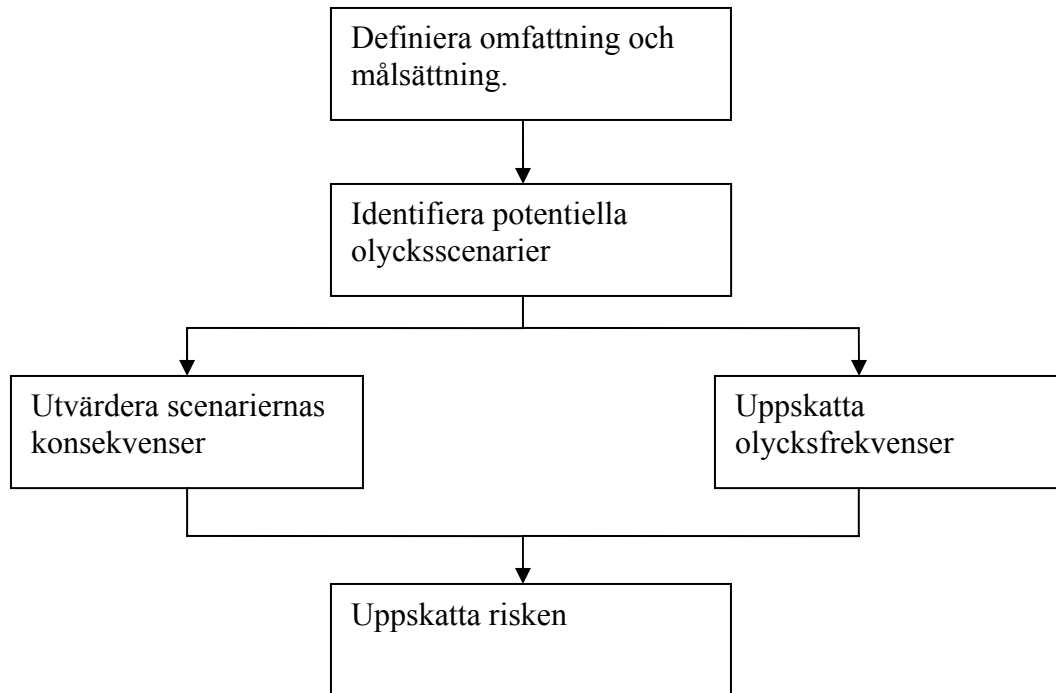 Definiera omfattning och
målsättning.
Identifiera potentiella
olycksscenarier
Utvärdera scenariernas
konsekvenser
Uppskatta
olycksfrekvenser
Uppskatta risken